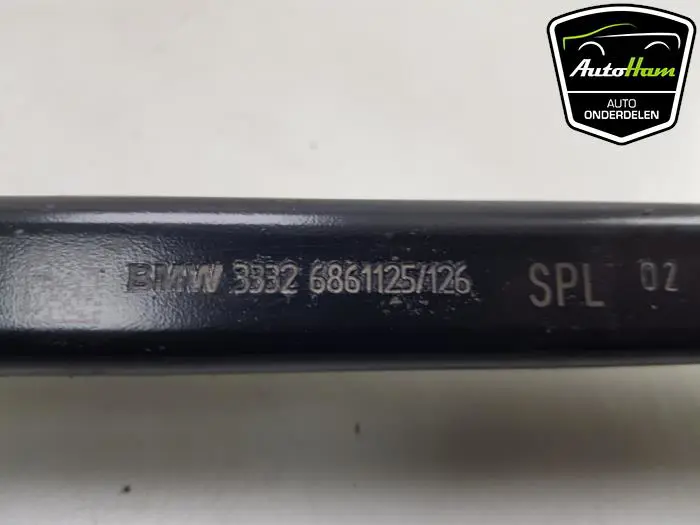 AutoHam
AUTO
ONDERDELEN
BMW 3332 6861125/126 SPL 02